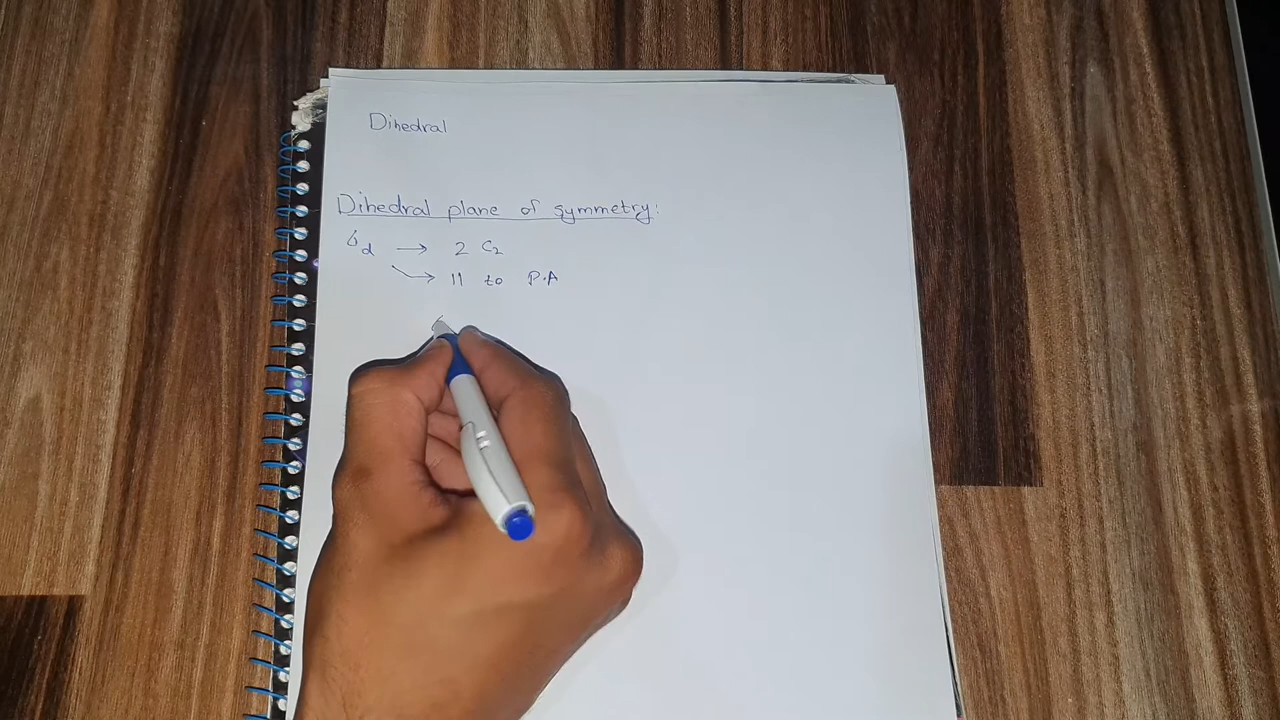 Dihedral
Dihedral plane of symmetry:
σd → 2 C2
→ || to P.A